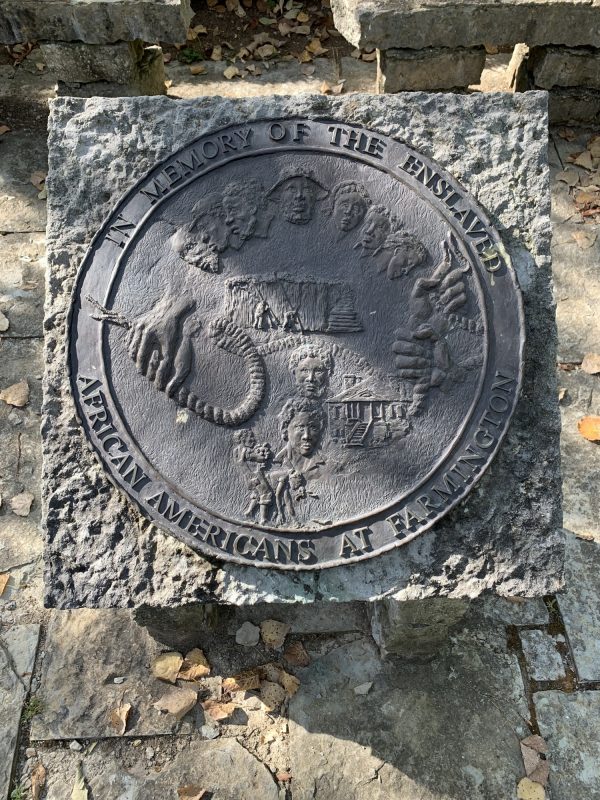 IN MEMORY OF THE ENSLAVED
AFRICAN AMERICANS AT FARMINGTON